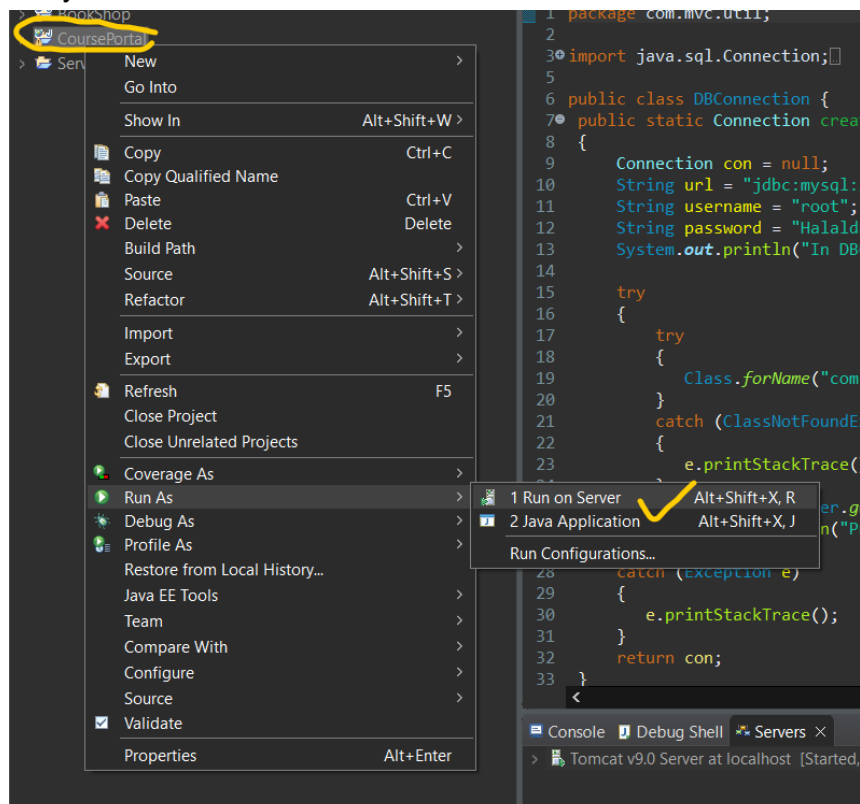 BookShop
CoursePortal
Serv
New
Go Into
Show In Alt+Shift+W >
Copy Ctrl+C
Copy Qualified Name
Paste Ctrl+V
Delete Delete
Build Path >
Source Alt+Shift+S >
Refactor Alt+Shift+T >
Import >
Export >
Refresh F5
Close Project
Close Unrelated Projects
Coverage As >
Run As >
Debug As >
Profile As >
Restore from Local History...
Java EE Tools >
Team >
Compare With >
Configure >
Source >
Validate
Properties Alt+Enter
1 Run on Server Alt+Shift+X, R
2 Java Application Alt+Shift+X, J
Run Configurations...
1 package com.mvc.util;
2
3 import java.sql.Connection;
5
6 public class DBConnection {
7 public static Connection crea
8 {
9 Connection con = null;
10 String url = "jdbc:mysql:
11 String username = "root";
12 String password = "Halald
13 System.out.println("In DB
14
15 try
16 {
17 try
18 {
19 Class.forName("com
20 }
21 catch (ClassNotFoundE
22 {
23 e.printStackTrace(
er.g
n("P
28 catch (Exception e)
29 {
30 e.printStackTrace();
31 }
32 return con;
33 }
Console Debug Shell Servers ×
> Tomcat v9.0 Server at localhost [Started,